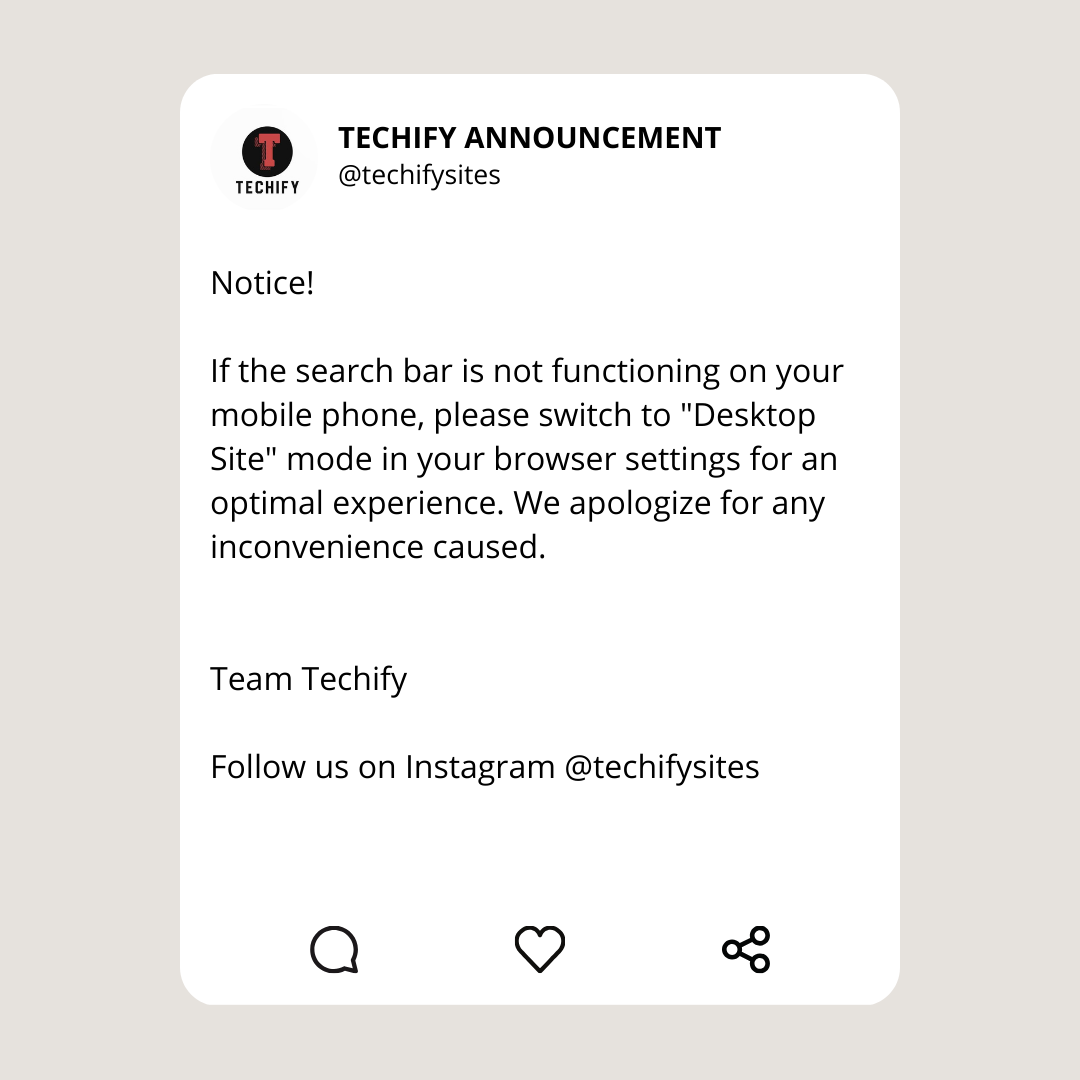 T
TECHIFY
TECHIFY ANNOUNCEMENT
@techifysites
Notice!
If the search bar is not functioning on your
mobile phone, please switch to "Desktop
Site" mode in your browser settings for an
optimal experience. We apologize for any
inconvenience caused.
Team Techify
Follow us on Instagram @techifysites